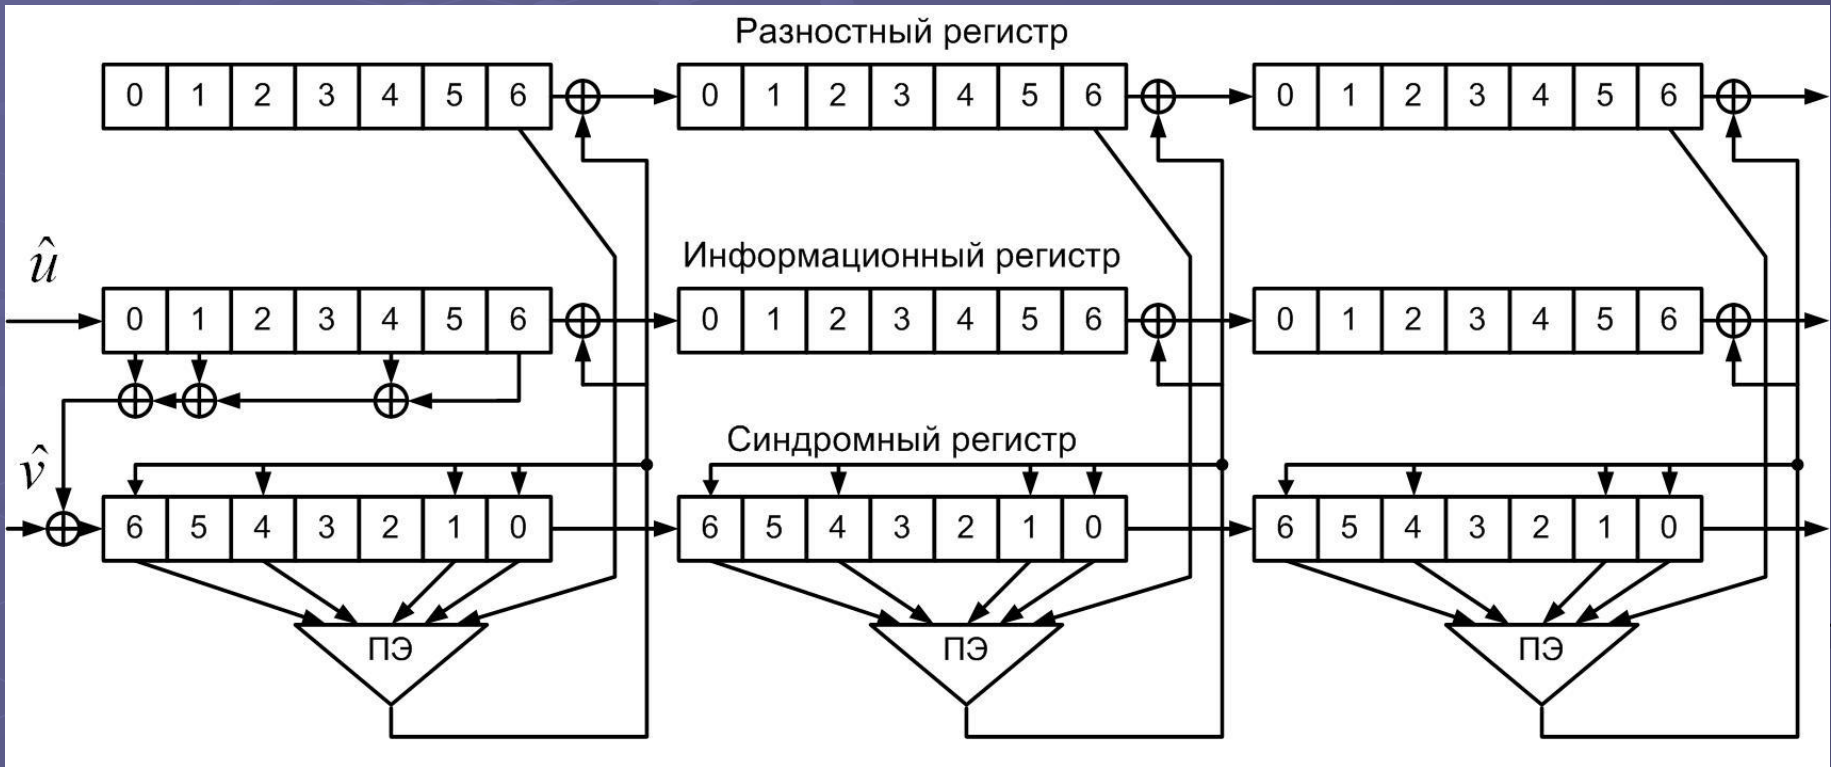 Разностный регистр
0 1 2 3 4 5 6 0 1 2 3 4 5 6 0 1 2 3 4 5 6
û
Информационный регистр
0 1 2 3 4 5 6 0 1 2 3 4 5 6 0 1 2 3 4 5 6
Синдромный регистр
v̂
6 5 4 3 2 1 0 6 5 4 3 2 1 0 6 5 4 3 2 1 0
ПЭ ПЭ ПЭ